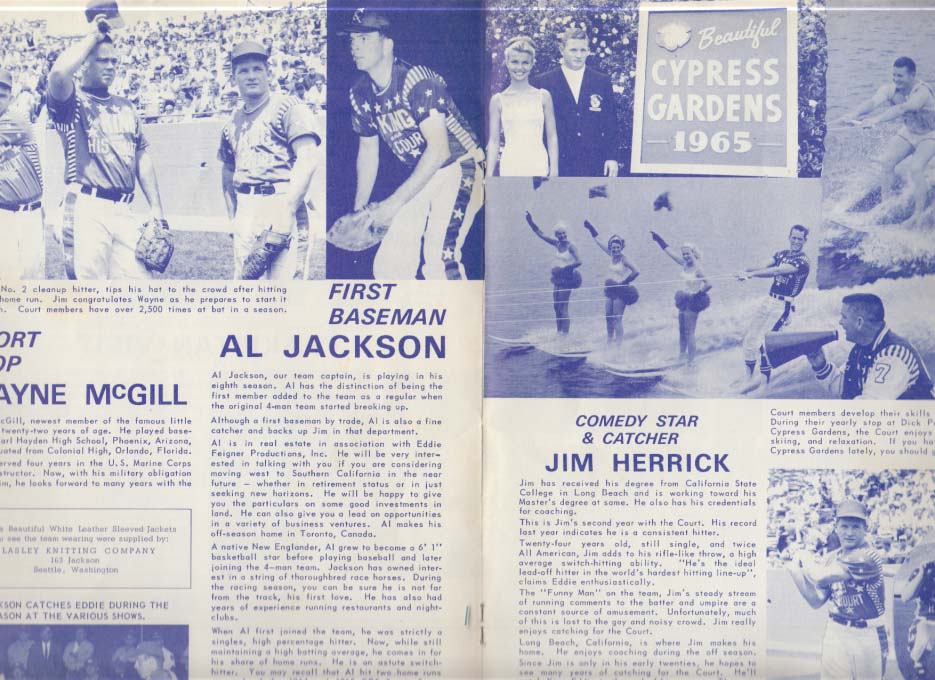 No. 2 cleanup hitter, tips his hat to the crowd after hitting
home run. Jim congratulates Wayne as he prepares to start it
Court members have over 2,500 times at bat in a season.
ORT
OP
AYNE McGILL
cGill, newest member of the famous little
twenty-two years of age. He played base-
arl Hayden High School, Phoenix, Arizona,
uated from Colonial High, Orlando, Florida.
erved four years in the U.S. Marine Corps
structor. Now, with his military obligation
im, he looks forward to many years with the
Beautiful White Leather Sleeved Jackets
the team wearing were supplied by:
LASLEY KNITTING COMPANY
163 Jackson
Seattle, Washington
KSON CATCHES EDDIE DURING THE
ASON AT THE VARIOUS SHOWS.
KING
COURT
HIS
FIRST
BASEMAN
AL JACKSON
Al Jackson, our team captain, is playing in his
eighth season. Al has the distinction of being the
first member added to the team as a regular when
the original 4-man team started breaking up.
Although a first baseman by trade, Al is also a fine
catcher and backs up Jim in that department.
Al is in real estate in association with Eddie
Feigner Productions, Inc. He will be very inter-
ested in talking with you if you are considering
moving west to Southern California in the near
future - whether in retirement status or in just
seeking new horizons. He will be happy to give
you the particulars on some good investments in
land. He can also give you a lead on opportunities
in a variety of business ventures. Al makes his
off-season home in Toronto, Canada.
A native New Englander, Al grew to become a 6' 1"
basketball star before playing baseball and later
joining the 4-man team. Jackson has owned inter-
est in a string of thoroughbred race horses. During
the racing season, you can be sure he is not far
from the track, his first love. He has also had
years of experience running restaurants and night-
clubs.
When Al first joined the team, he was strictly a
singles, high percentage hitter. Now, while still
maintaining a high batting average, he comes in for
his share of home runs. He is an astute switch-
hitter. You may recall that Al hit two home runs
Beautiful
CYPRESS
GARDENS
1965
7
COMEDY STAR
& CATCHER
JIM HERRICK
Jim has received his degree from California State
College in Long Beach and is working toward his
Master's degree at same. He also has his credentials
for coaching.
This is Jim's second year with the Court. His record
last year indicates he is a consistent hitter.
Twenty-four years old, still single, and twice
All American, Jim adds to his rifle-like throw, a high
average switch-hitting ability. "He's the ideal
lead-off hitter in the world's hardest hitting line-up",
claims Eddie enthusiastically.
The "Funny Man" on the team, Jim's steady stream
of running comments to the batter and umpire are a
constant source of amusement. Unfortunately, much
of this is lost to the gay and noisy crowd. Jim really
enjoys catching for the Court.
Long Beach, California, is where Jim makes his
home. He enjoys coaching during the off season.
Since Jim is only in his early twenties, he hopes to
see many years of catching for the Court. He'll
Court members develop their skills
During their yearly stop at Dick P
Cypress Gardens, the Court enjoys
skiing, and relaxation. If you ha
Cypress Gardens lately, you should
COURT